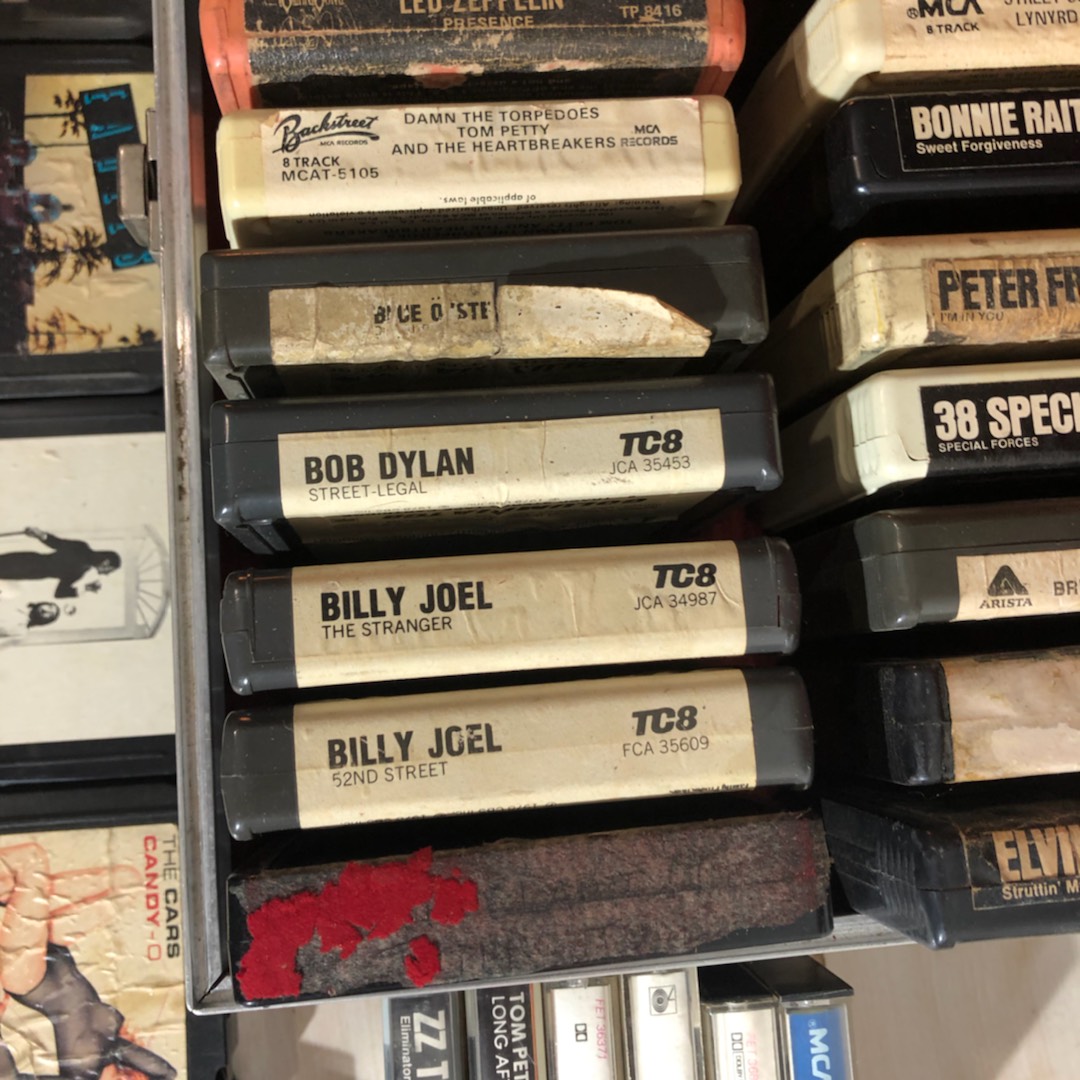 LED ZEPPELIN
PRESENCE
TP 8416
Backstreet
MCA RECORDS
8 TRACK
MCAT-5105
DAMN THE TORPEDOES
TOM PETTY
AND THE HEARTBREAKERS
MCA
RECORDS
of applicable laws.
BOB DYLAN
STREET-LEGAL
TC8
JCA 35453
BILLY JOEL
THE STRANGER
TC8
JCA 34987
BILLY JOEL
52ND STREET
TC8
FCA 35609
MCA
8 TRACK
LYNYRD
BONNIE RAIT
Sweet Forgiveness
PETER FR
I'M IN YOU
38 SPECI
SPECIAL FORCES
ARISTA
BR
ELVIN
Struttin' M
THE CARS
CANDY-O
ZZ T
Eliminator
TOM PET
LONG AF
MCA